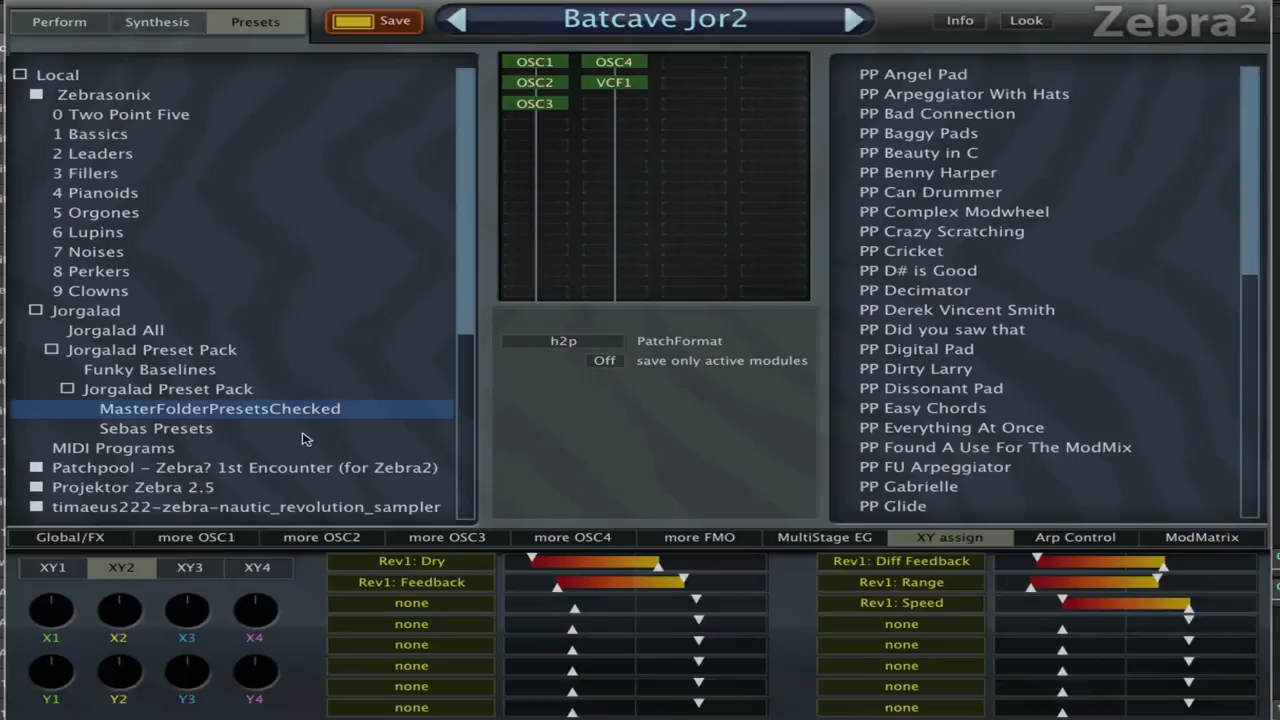 Perform
Synthesis
Presets
Save
Batcave Jor2
Info
Look
Zebra²
Local
Zebrasonix
0 Two Point Five
1 Bassics
2 Leaders
3 Fillers
4 Pianoids
5 Orgones
6 Lupins
7 Noises
8 Perkers
9 Clowns
Jorgalad
Jorgalad All
Jorgalad Preset Pack
Funky Baselines
Jorgalad Preset Pack
MasterFolderPresetsChecked
Sebas Presets
MIDI Programs
Patchpool – Zebra? 1st Encounter (for Zebra2)
Projektor Zebra 2.5
timaeus222-zebra-nautic_revolution_sampler
OSC1
OSC4
OSC2
VCF1
OSC3
h2p
PatchFormat
Off
save only active modules
PP Angel Pad
PP Arpeggiator With Hats
PP Bad Connection
PP Baggy Pads
PP Beauty in C
PP Benny Harper
PP Can Drummer
PP Complex Modwheel
PP Crazy Scratching
PP Cricket
PP D# is Good
PP Decimator
PP Derek Vincent Smith
PP Did you saw that
PP Digital Pad
PP Dirty Larry
PP Dissonant Pad
PP Easy Chords
PP Everything At Once
PP Found A Use For The ModMix
PP FU Arpeggiator
PP Gabrielle
PP Glide
Global/FX
more OSC1
more OSC2
more OSC3
more OSC4
more FMO
MultiStage EG
XY assign
Arp Control
ModMatrix
XY1
XY2
XY3
XY4
X1
X2
X3
X4
Y1
Y2
Y3
Y4
Rev1: Dry
Rev1: Feedback
none
none
none
none
none
none
Rev1: Diff Feedback
Rev1: Range
Rev1: Speed
none
none
none
none
none